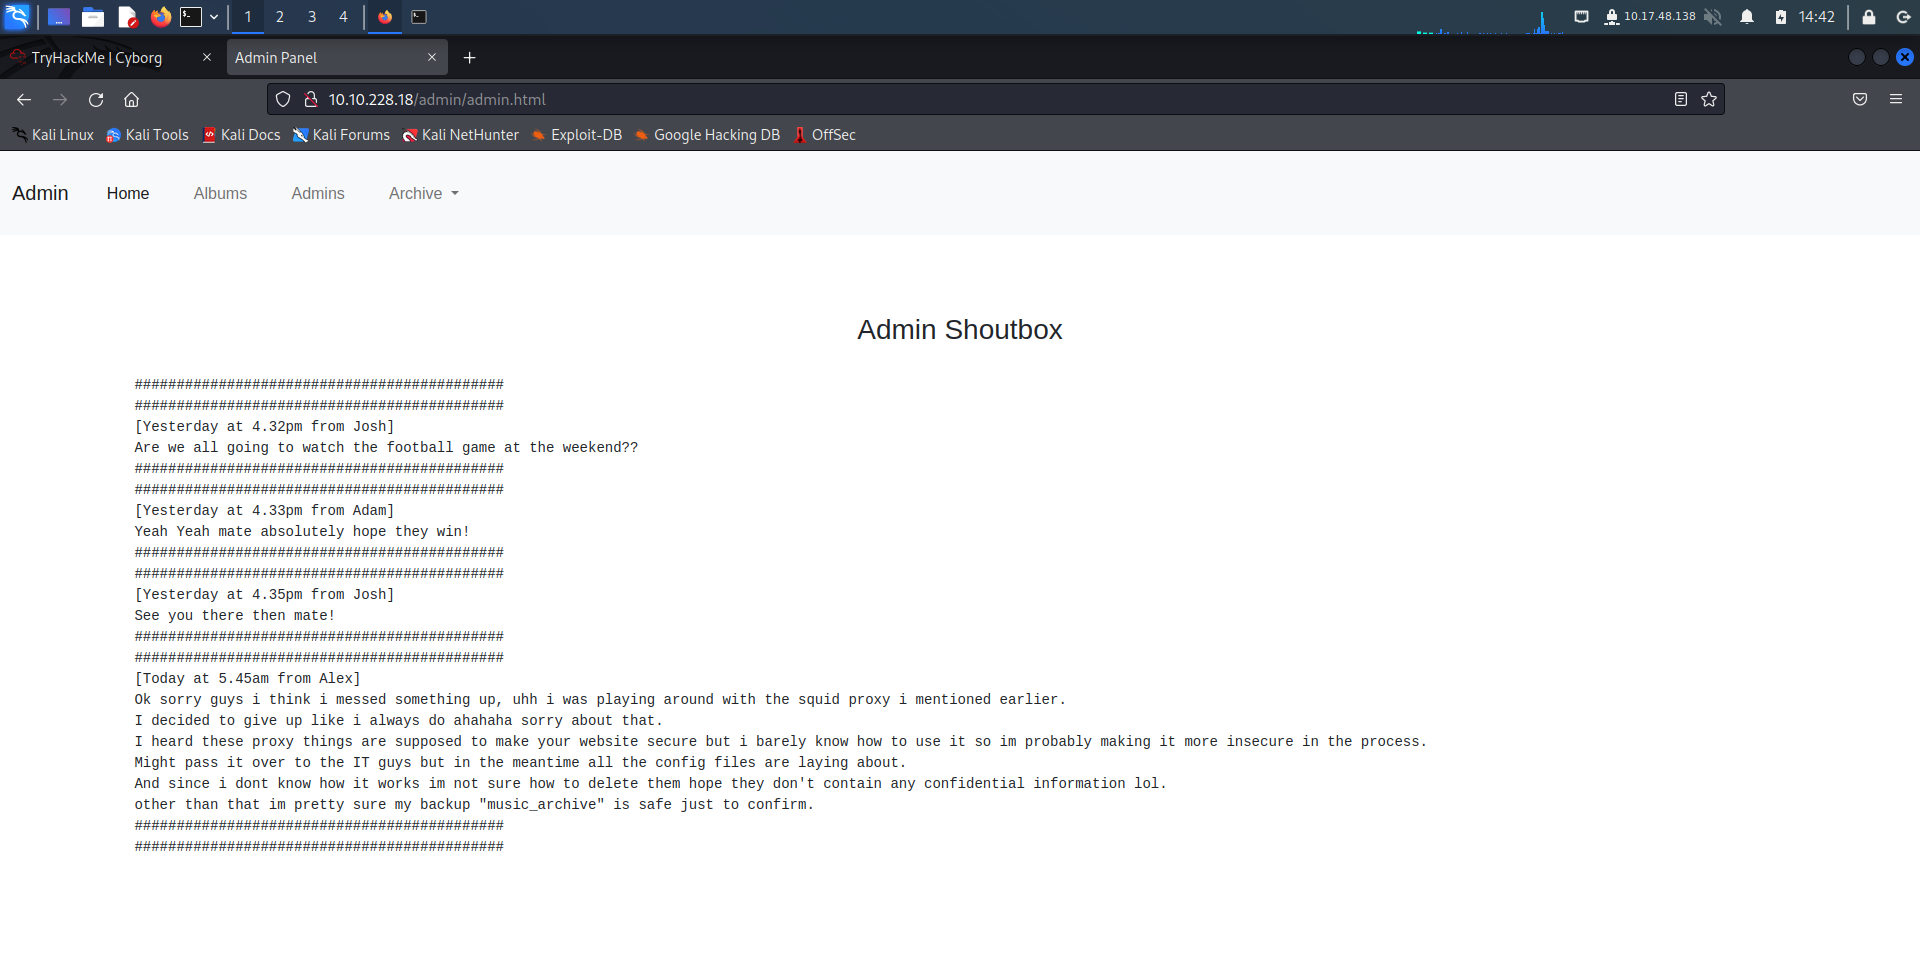 1 2 3 4 10.17.48.138 14:42
TryHackMe | Cyborg Admin Panel
10.10.228.18/admin/admin.html
Kali Linux Kali Tools Kali Docs Kali Forums Kali NetHunter Exploit-DB Google Hacking DB OffSec
Admin Home Albums Admins Archive
Admin Shoutbox
############################################
############################################
[Yesterday at 4.32pm from Josh]
Are we all going to watch the football game at the weekend??
############################################
############################################
[Yesterday at 4.33pm from Adam]
Yeah Yeah mate absolutely hope they win!
############################################
############################################
[Yesterday at 4.35pm from Josh]
See you there then mate!
############################################
############################################
[Today at 5.45am from Alex]
Ok sorry guys i think i messed something up, uhh i was playing around with the squid proxy i mentioned earlier.
I decided to give up like i always do ahahaha sorry about that.
I heard these proxy things are supposed to make your website secure but i barely know how to use it so im probably making it more insecure in the process.
Might pass it over to the IT guys but in the meantime all the config files are laying about.
And since i dont know how it works im not sure how to delete them hope they don't contain any confidential information lol.
other than that im pretty sure my backup "music_archive" is safe just to confirm.
############################################
############################################